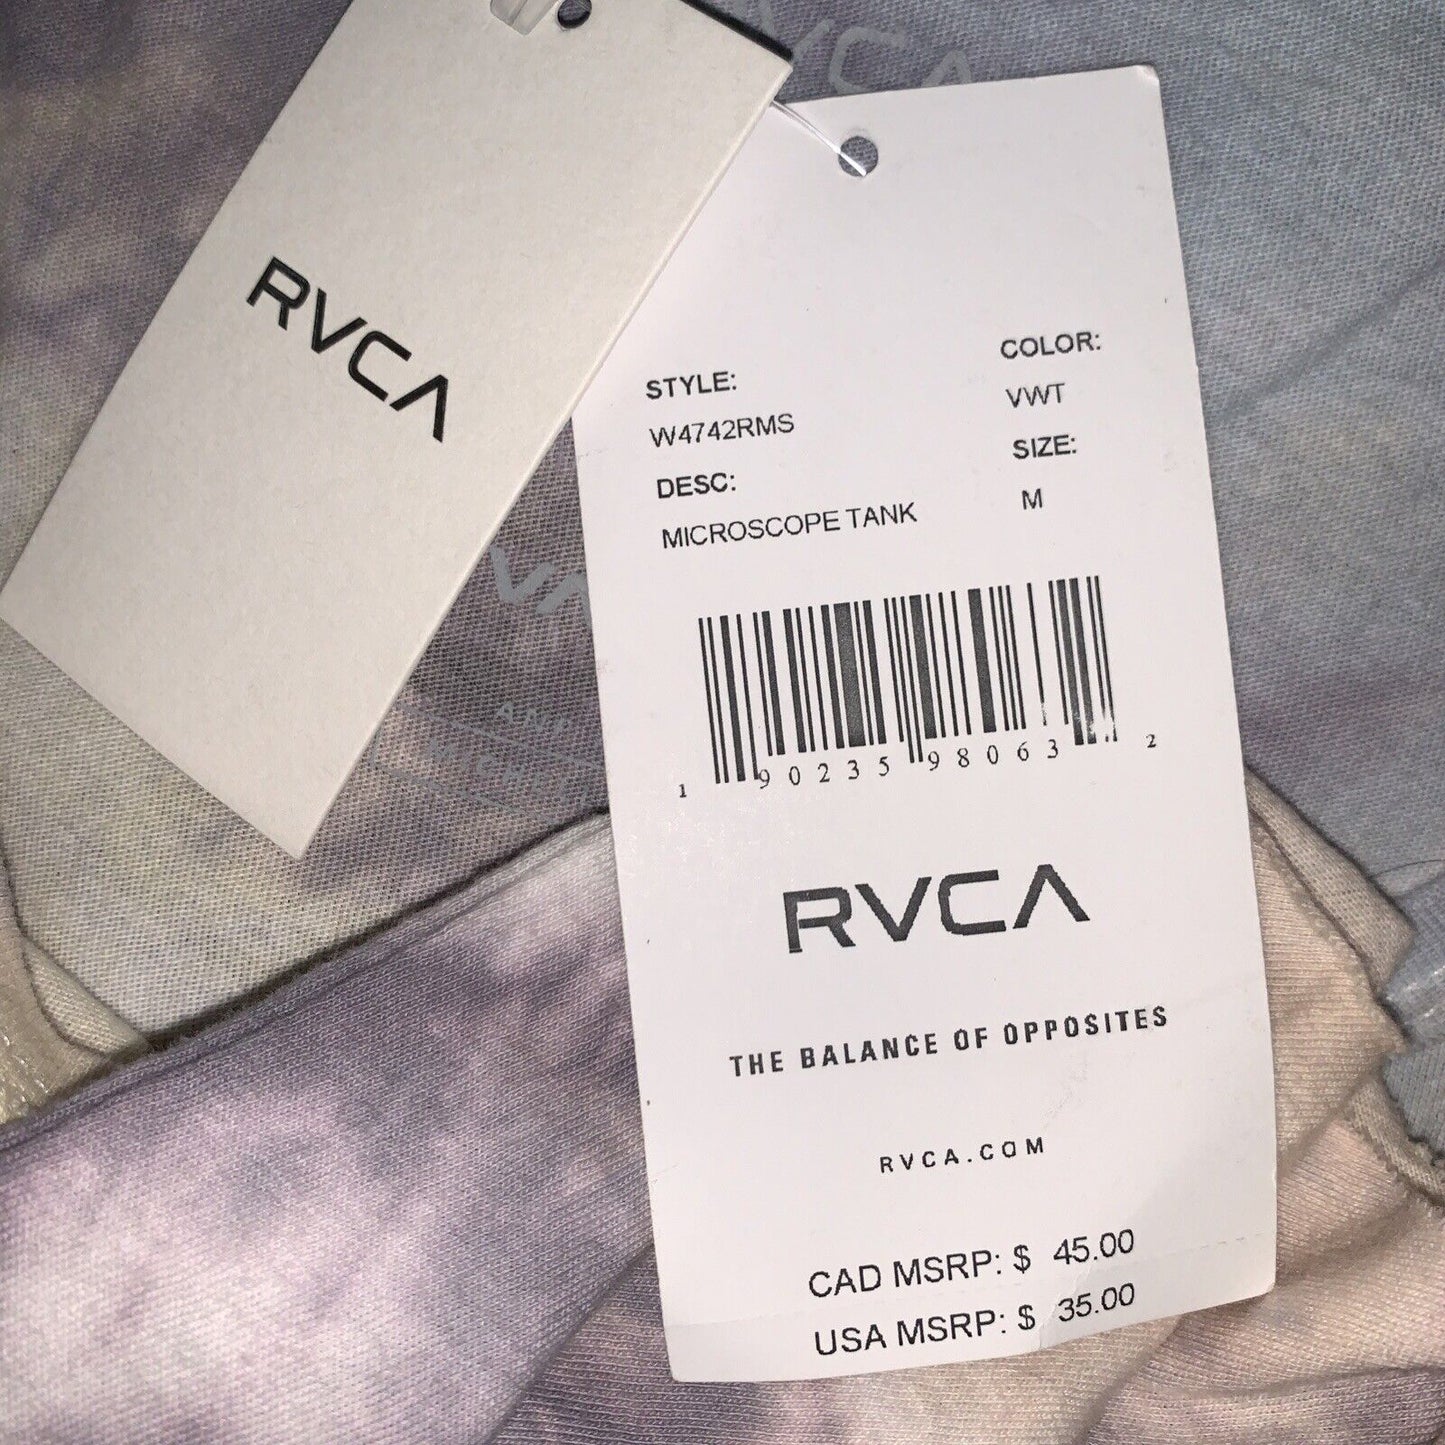 RVCA
RVCA
STYLE:
W4742RMS
DESC:
MICROSCOPE TANK
COLOR:
VWT
SIZE:
M
1 90235 98063 2
RVCA
THE BALANCE OF OPPOSITES
RVCA.COM
CAD MSRP: $ 45.00
USA MSRP: $ 35.00